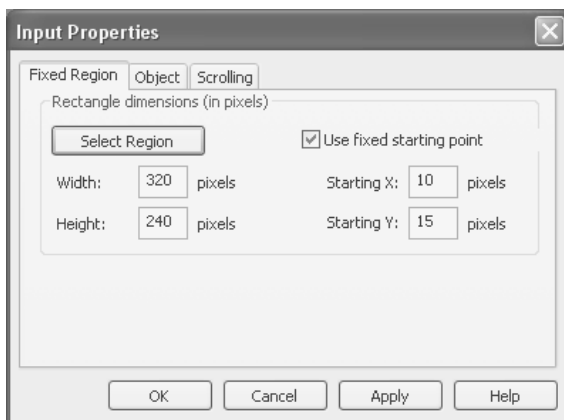 Input Properties
Fixed Region Object Scrolling
Rectangle dimensions (in pixels)
Select Region Use fixed starting point
Width: 320 pixels Starting X: 10 pixels
Height: 240 pixels Starting Y: 15 pixels
OK Cancel Apply Help